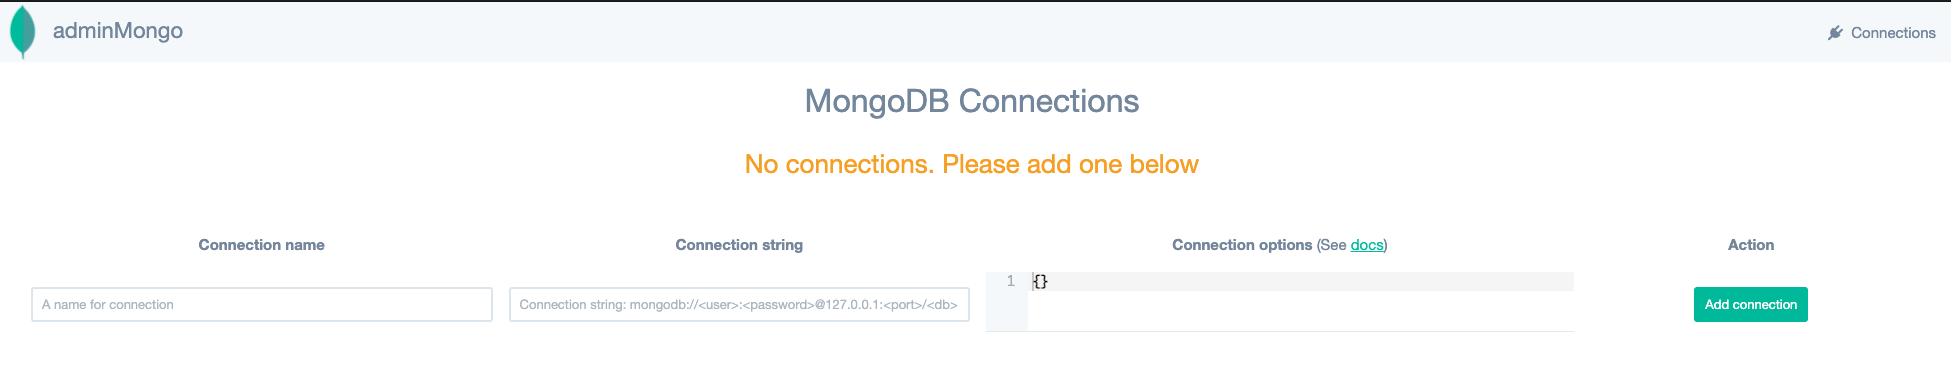 adminMongo
Connections
MongoDB Connections
No connections. Please add one below
Connection name Connection string Connection options (See docs) Action
1 {}
A name for connection Connection string: mongodb://<user>:<password>@127.0.0.1:<port>/<db> Add connection